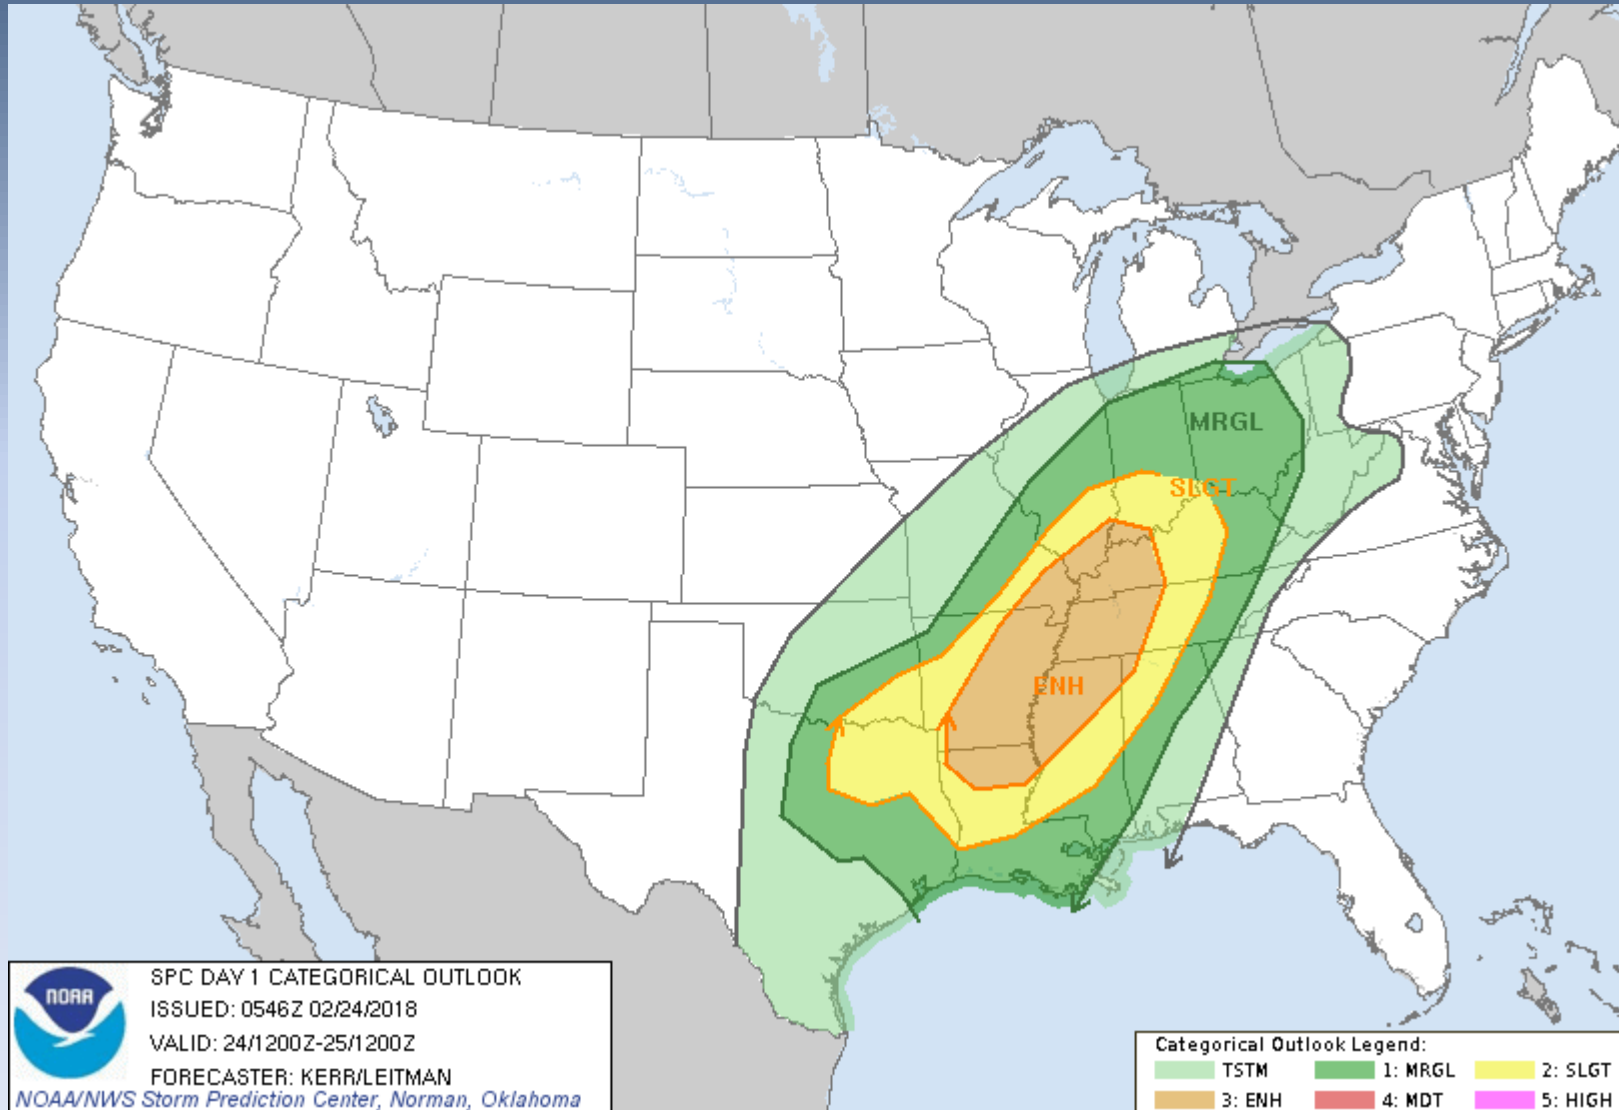 MRGL
SLGT
ENH
NOAA
SPC DAY 1 CATEGORICAL OUTLOOK
ISSUED: 0546Z 02/24/2018
VALID: 24/1200Z-25/1200Z
FORECASTER: KERR/LEITMAN
NOAA/NWS Storm Prediction Center, Norman, Oklahoma
Categorical Outlook Legend:
TSTM 1: MRGL 2: SLGT
3: ENH 4: MDT 5: HIGH